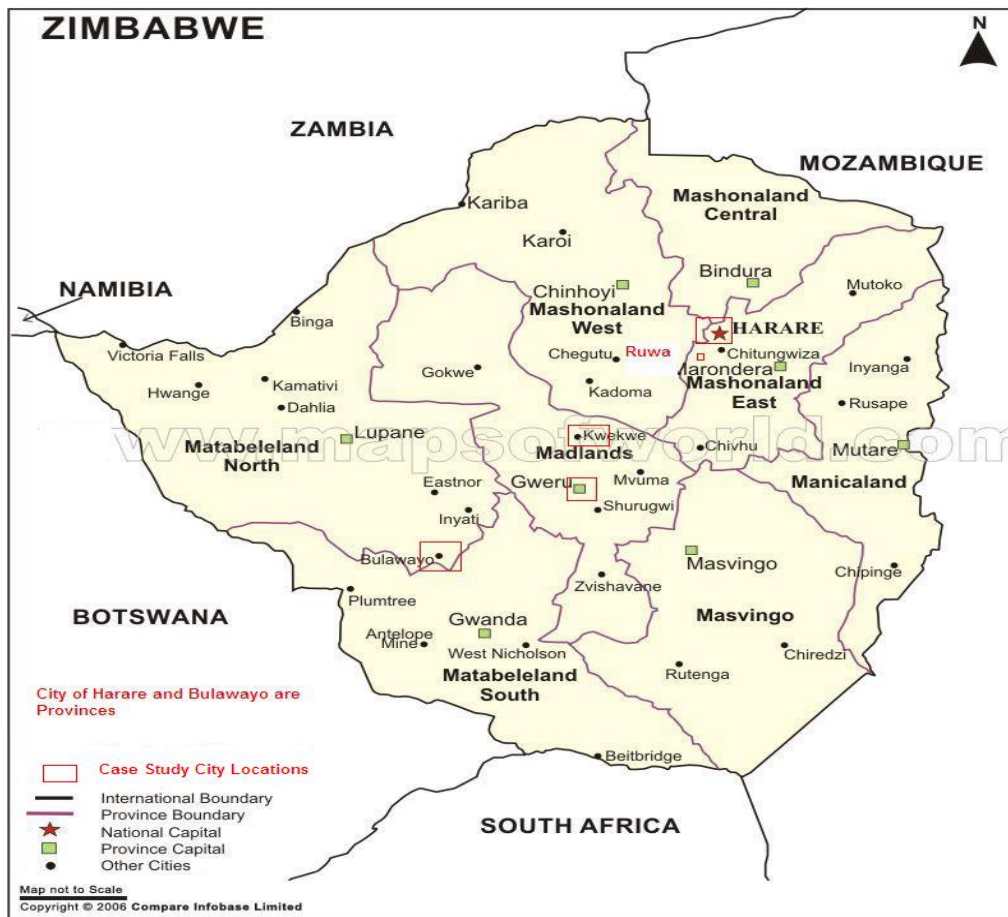 ZIMBABWE
N
ZAMBIA
MOZAMBIQUE
Mashonaland
Central
Kariba
Karoi
Bindura
Mutoko
NAMIBIA
Chinhoyi
Mashonaland
West
HARARE
Binga
Victoria Falls
Chegutu
Ruwa
Chitungwiza
Marondera
Inyanga
Gokwe
Mashonaland
East
Hwange
Kamativi
Kadoma
Dahlia
Rusape
www.mapsofworld.com
Matabeleland
North
Lupane
Kwekwe
Madlands
Chivhu
Mutare
Eastnor
Gweru
Mvuma
Manicaland
Inyati
Shurugwi
Bulawayo
Masvingo
Chipinge
Zvishavane
Plumtree
BOTSWANA
Gwanda
Masvingo
Antelope
Mine
West Nicholson
Chiredzi
Rutenga
Matabeleland
South
City of Harare and Bulawayo are
Provinces
Beitbridge
Case Study City Locations
International Boundary
Province Boundary
National Capital
Province Capital
Other Cities
SOUTH AFRICA
Map not to Scale
Copyright © 2006 Compare Infobase Limited